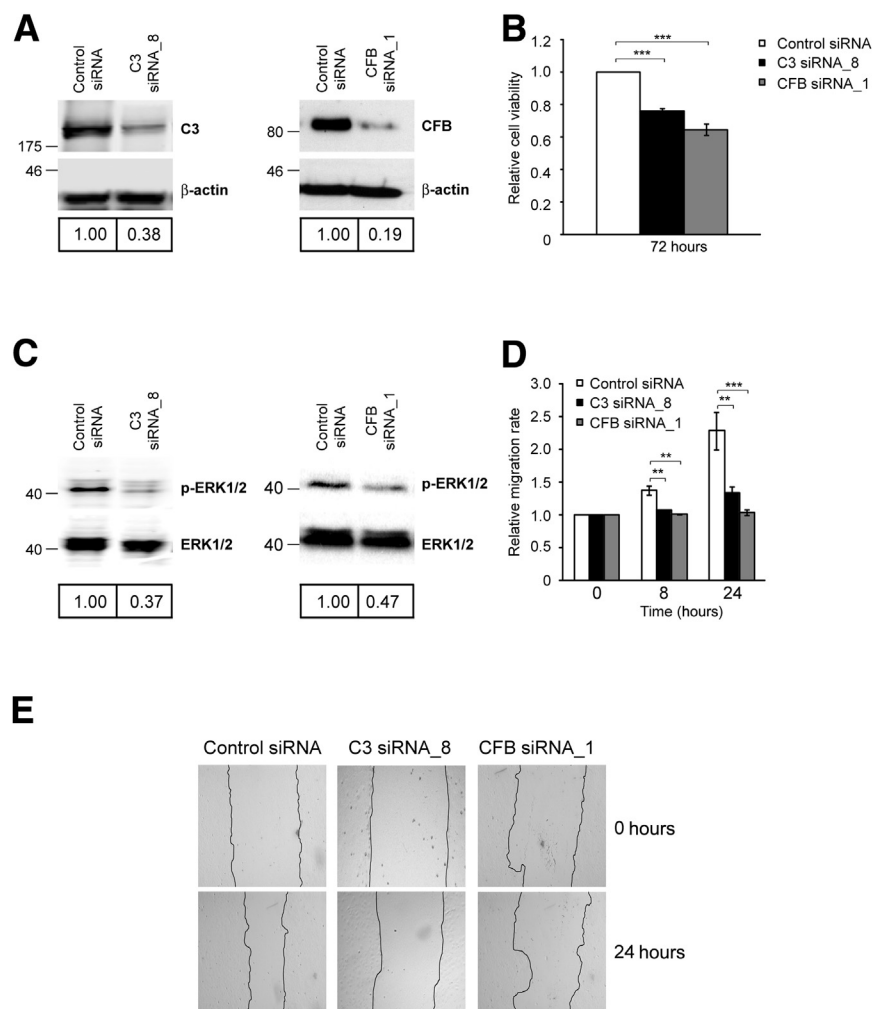 A
Control siRNA
C3 siRNA_8
175
46
C3
β-actin
1.00 0.38
Control siRNA
CFB siRNA_1
80
46
CFB
β-actin
1.00 0.19
B
Relative cell viability
1.2
1.0
0.8
0.6
0.4
0.2
0
***
***
72 hours
Control siRNA
C3 siRNA_8
CFB siRNA_1
C
Control siRNA
C3 siRNA_8
40
40
p-ERK1/2
ERK1/2
1.00 0.37
Control siRNA
CFB siRNA_1
40
40
p-ERK1/2
ERK1/2
1.00 0.47
D
Relative migration rate
3.0
2.5
2.0
1.5
1.0
0.5
0
Control siRNA
C3 siRNA_8
CFB siRNA_1
**
**
***
**
0 8 24
Time (hours)
E
Control siRNA C3 siRNA_8 CFB siRNA_1
0 hours
24 hours